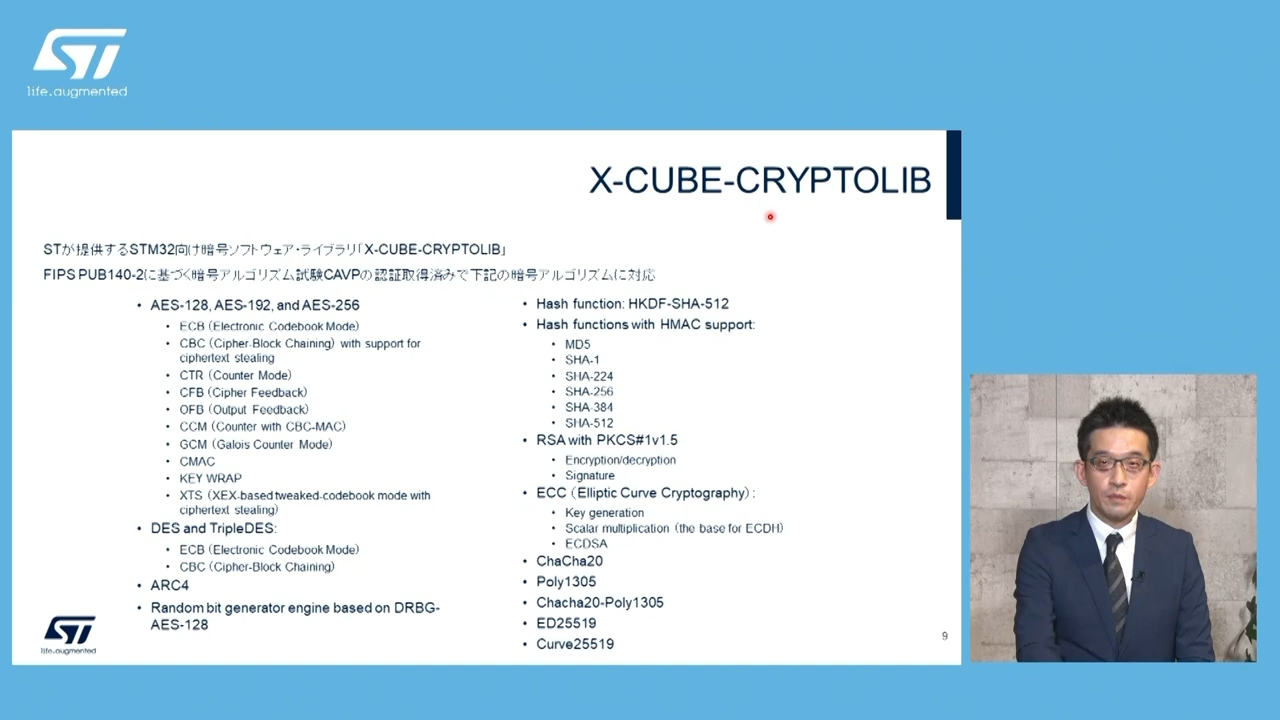 ST
life.augmented
X-CUBE-CRYPTOLIB
STが提供するSTM32向け暗号ソフトウェア・ライブラリ「X-CUBE-CRYPTOLIB」
FIPS PUB140-2に基づく暗号アルゴリズム試験CAVPの認証取得済みで下記の暗号アルゴリズムに対応
• AES-128, AES-192, and AES-256
• ECB (Electronic Codebook Mode)
• CBC (Cipher-Block Chaining) with support for
ciphertext stealing
• CTR (Counter Mode)
• CFB (Cipher Feedback)
• OFB (Output Feedback)
• CCM (Counter with CBC-MAC)
• GCM (Galois Counter Mode)
• CMAC
• KEY WRAP
• XTS (XEX-based tweaked-codebook mode with
ciphertext stealing)
• DES and TripleDES:
• ECB (Electronic Codebook Mode)
• CBC (Cipher-Block Chaining)
• ARC4
• Random bit generator engine based on DRBG-
AES-128
• Hash function: HKDF-SHA-512
• Hash functions with HMAC support:
• MD5
• SHA-1
• SHA-224
• SHA-256
• SHA-384
• SHA-512
• RSA with PKCS#1v1.5
• Encryption/decryption
• Signature
• ECC (Elliptic Curve Cryptography):
• Key generation
• Scalar multiplication (the base for ECDH)
• ECDSA
• ChaCha20
• Poly1305
• Chacha20-Poly1305
• ED25519
• Curve25519
ST
life.augmented
9